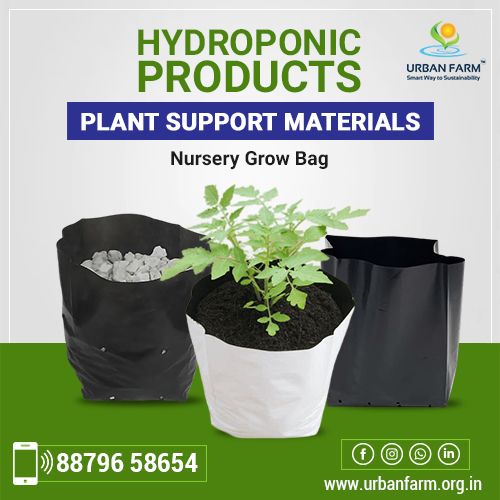 HYDROPONIC
PRODUCTS
URBAN FARM™
Smart Way to Sustainability
PLANT SUPPORT MATERIALS
Nursery Grow Bag
88796 58654
www.urbanfarm.org.in